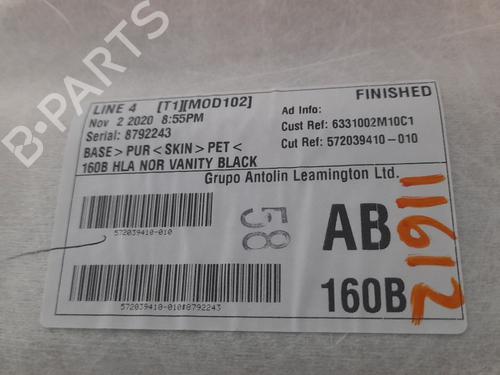 B-PARTS
LINE 4 [T1][MOD102]
Nov 2 2020 8:55PM
Serial: 8792243
BASE> PUR <SKIN> PET <
160B HLA NOR VANITY BLACK
FINISHED
Ad Info:
Cust Ref: 6331002M10C1
Cut Ref: 572039410-010
Grupo Antolin Leamington Ltd.
572039410-010
58
AB
160B
572039410-010#8792243
11612